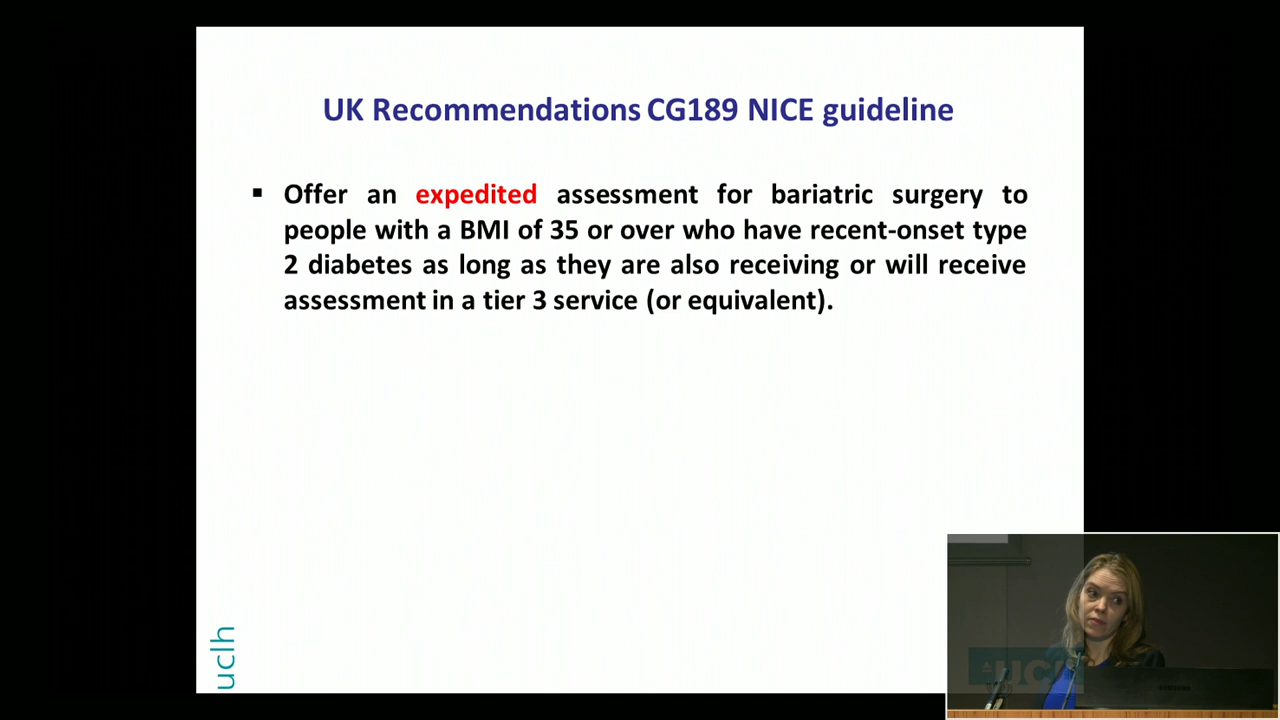 UK Recommendations CG189 NICE guideline
▪ Offer an expedited assessment for bariatric surgery to
people with a BMI of 35 or over who have recent-onset type
2 diabetes as long as they are also receiving or will receive
assessment in a tier 3 service (or equivalent).
uclh
UCL
SAMSUNG